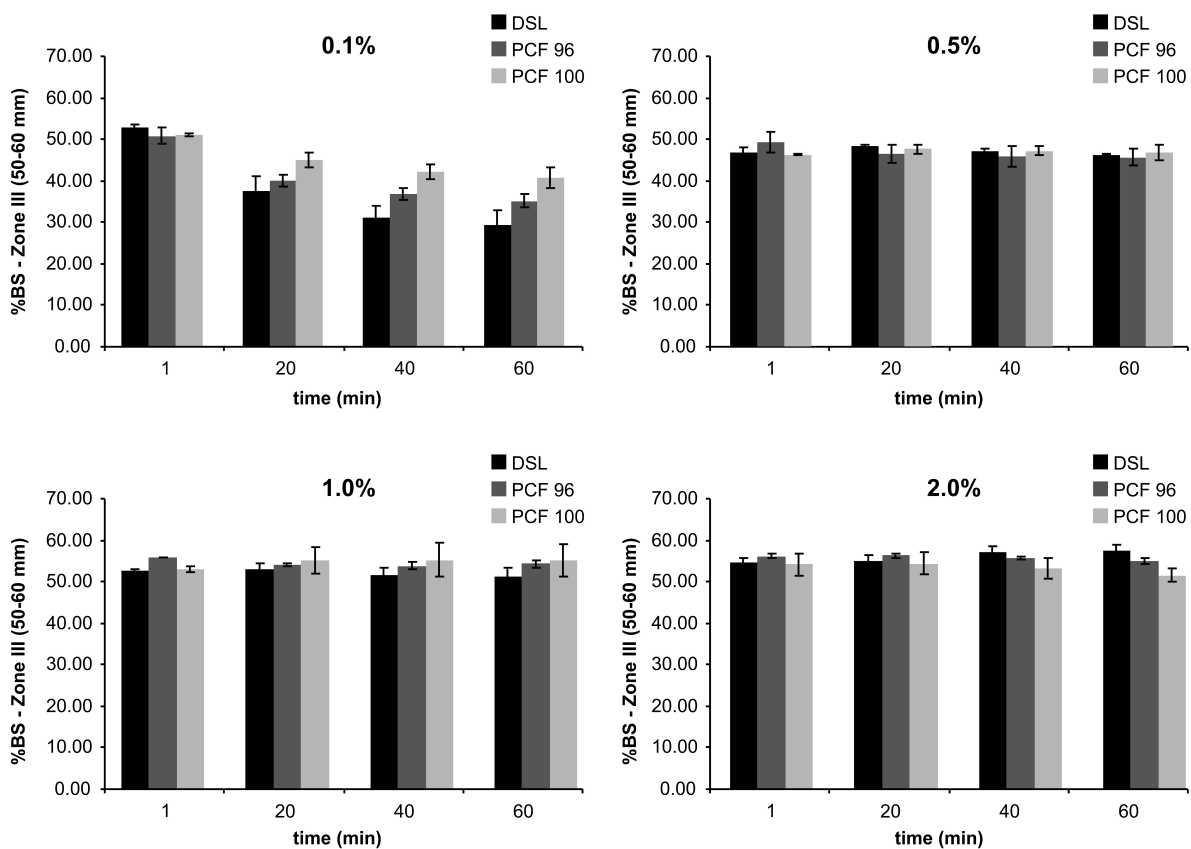 0.1%
DSL
PCF 96
PCF 100
%BS - Zone III (50-60 mm)
70.00
60.00
50.00
40.00
30.00
20.00
10.00
0.00
1 20 40 60
time (min)
0.5%
DSL
PCF 96
PCF 100
%BS - Zone III (50-60 mm)
70.00
60.00
50.00
40.00
30.00
20.00
10.00
0.00
1 20 40 60
time (min)
1.0%
DSL
PCF 96
PCF 100
%BS - Zone III (50-60 mm)
70.00
60.00
50.00
40.00
30.00
20.00
10.00
0.00
1 20 40 60
time (min)
2.0%
DSL
PCF 96
PCF 100
%BS - Zone III (50-60 mm)
70.00
60.00
50.00
40.00
30.00
20.00
10.00
0.00
1 20 40 60
time (min)